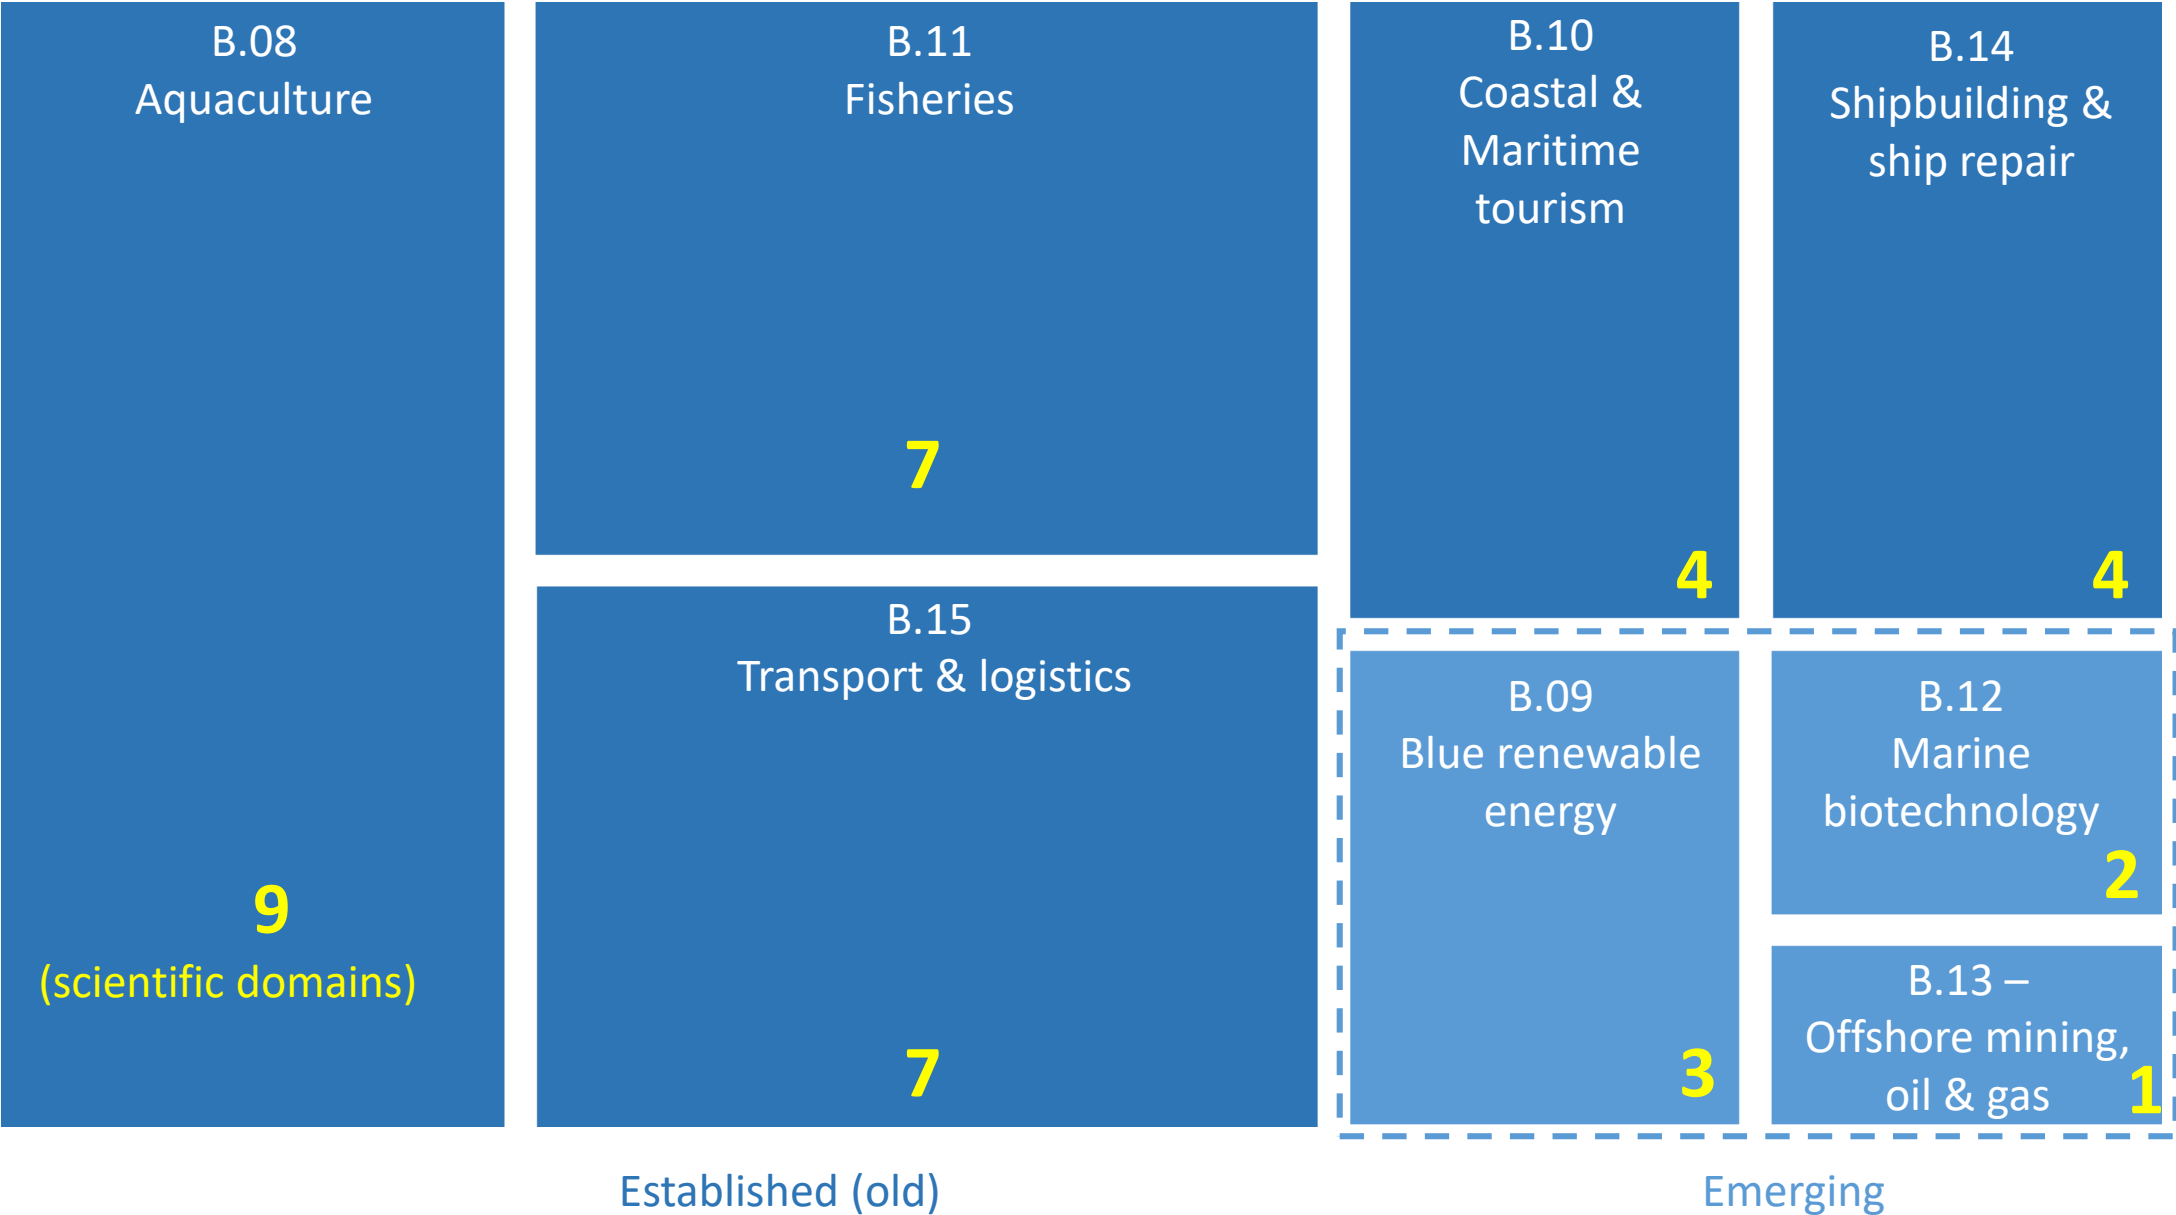 B.08
Aquaculture
9
(scientific domains)
B.11
Fisheries
7
B.15
Transport & logistics
7
B.10
Coastal &
Maritime
tourism
4
B.14
Shipbuilding &
ship repair
4
B.09
Blue renewable
energy
3
B.12
Marine
biotechnology
2
B.13 –
Offshore mining,
oil & gas
1
Established (old)
Emerging